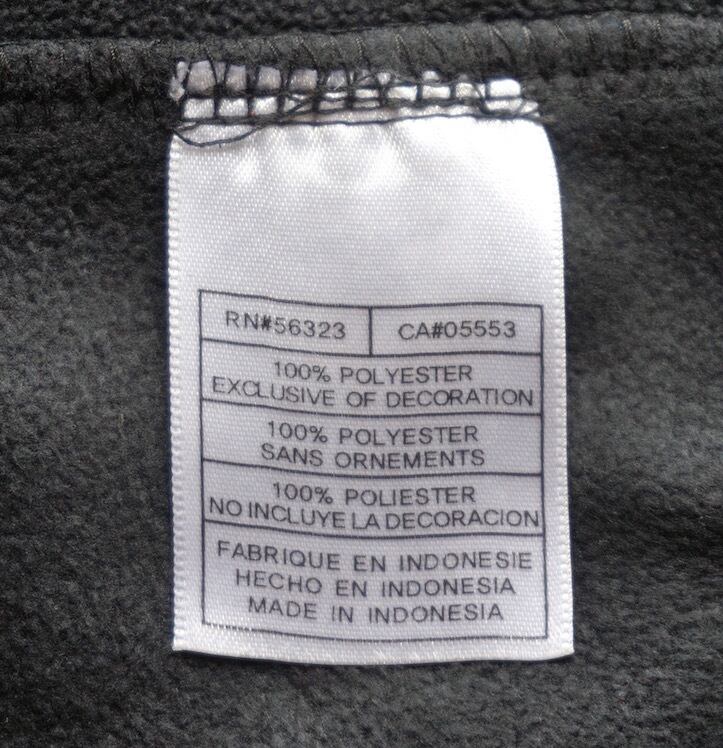 RN#56323 CA#05553
100% POLYESTER
EXCLUSIVE OF DECORATION
100% POLYESTER
SANS ORNEMENTS
100% POLIESTER
NO INCLUYE LA DECORACION
FABRIQUE EN INDONESIE
HECHO EN INDONESIA
MADE IN INDONESIA